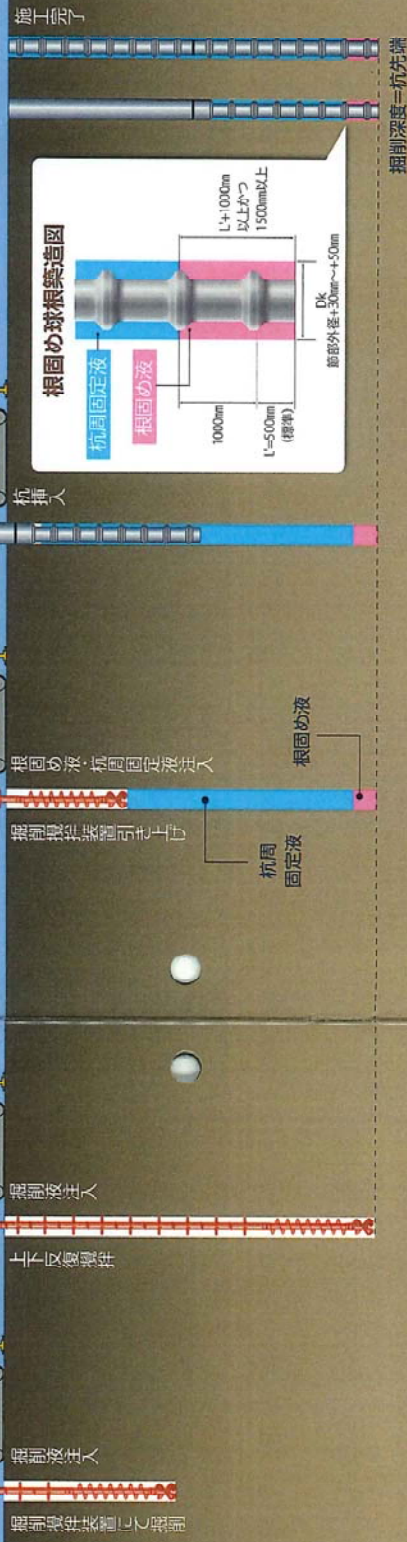 掘削攪拌装置にて掘削
掘削液注入
上下反復攪拌
掘削液注入
掘削攪拌装置引き上げ
根固め液・杭周固定液注入
杭周
固定液
根固め液
杭挿入
根固め球根築造図
杭周固定液
根固め液
1000mm
L'=500mm
(標準)
L'+1000mm
以上かつ
1500mm以上
Dk
節部外径+30mm～+50mm
施工完了
掘削深度=杭先端